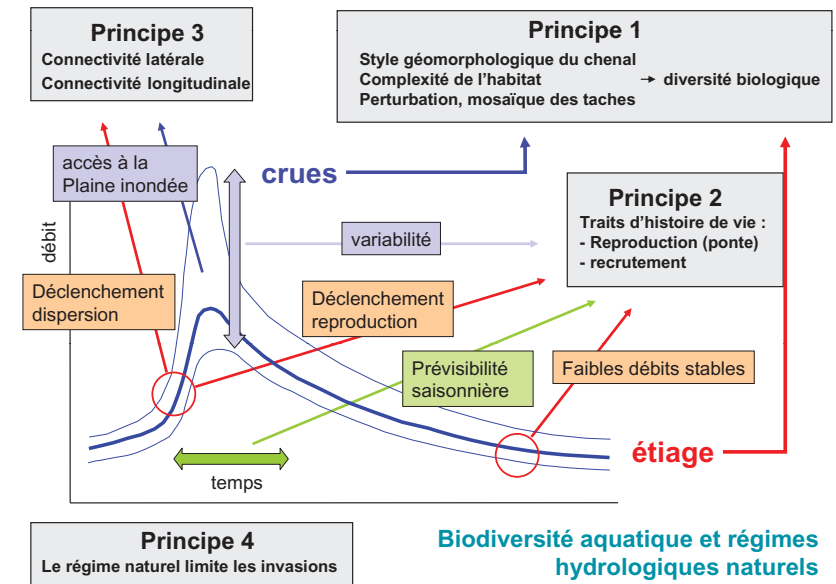 Principe 3
Connectivité latérale
Connectivité longitudinale
Principe 1
Style géomorphologique du chenal
Complexité de l'habitat → diversité biologique
Perturbation, mosaïque des taches
accès à la
Plaine inondée
crues
Principe 2
Traits d'histoire de vie :
- Reproduction (ponte)
- recrutement
débit
variabilité
Déclenchement
dispersion
Déclenchement
reproduction
Prévisibilité
saisonnière
Faibles débits stables
étiage
temps
Principe 4
Le régime naturel limite les invasions
Biodiversité aquatique et régimes
hydrologiques naturels